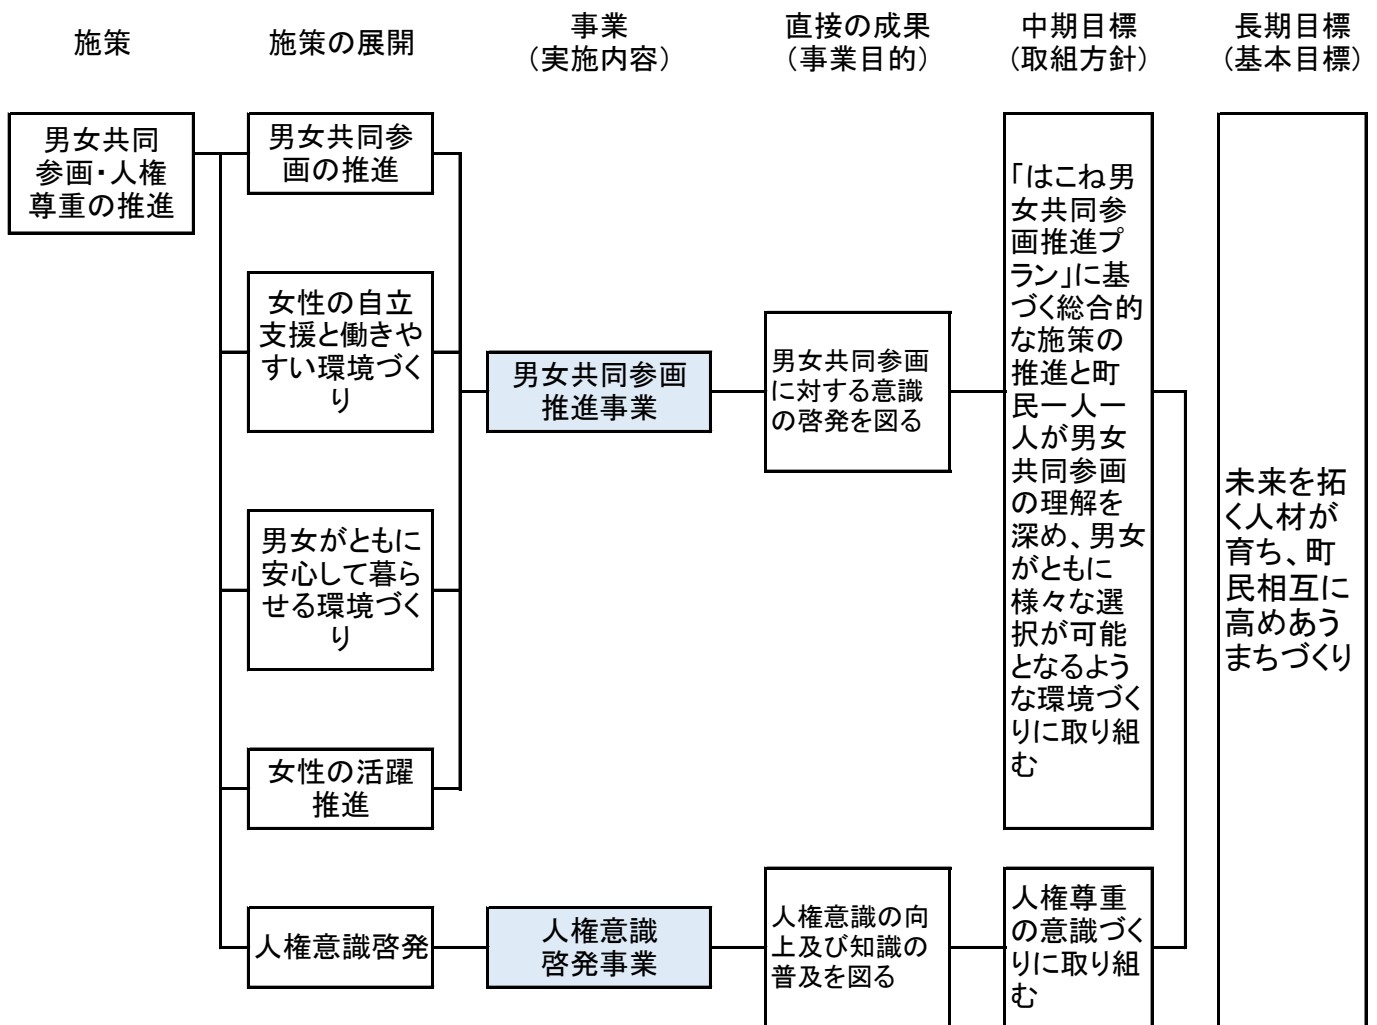 施策
施策の展開
事業
（実施内容）
直接の成果
（事業目的）
中期目標
（取組方針）
長期目標
（基本目標）
男女共同
参画・人権
尊重の推進
男女共同参
画の推進
女性の自立
支援と働きや
すい環境づく
り
男女がともに
安心して暮ら
せる環境づく
り
女性の活躍
推進
人権意識啓発
男女共同参画
推進事業
人権意識
啓発事業
男女共同参画
に対する意識
の啓発を図る
人権意識の向
上及び知識の
普及を図る
「はこね男
女共同参
画推進プ
ラン」に基
づく総合的
な施策の
推進と町
民一人一
人が男女
共同参画
の理解を
深め、男女
がともに
様々な選
択が可能
となるよう
な環境づく
りに取り組
む
人権尊重
の意識づく
りに取り組
む
未来を拓
く人材が
育ち、町
民相互に
高めあう
まちづくり